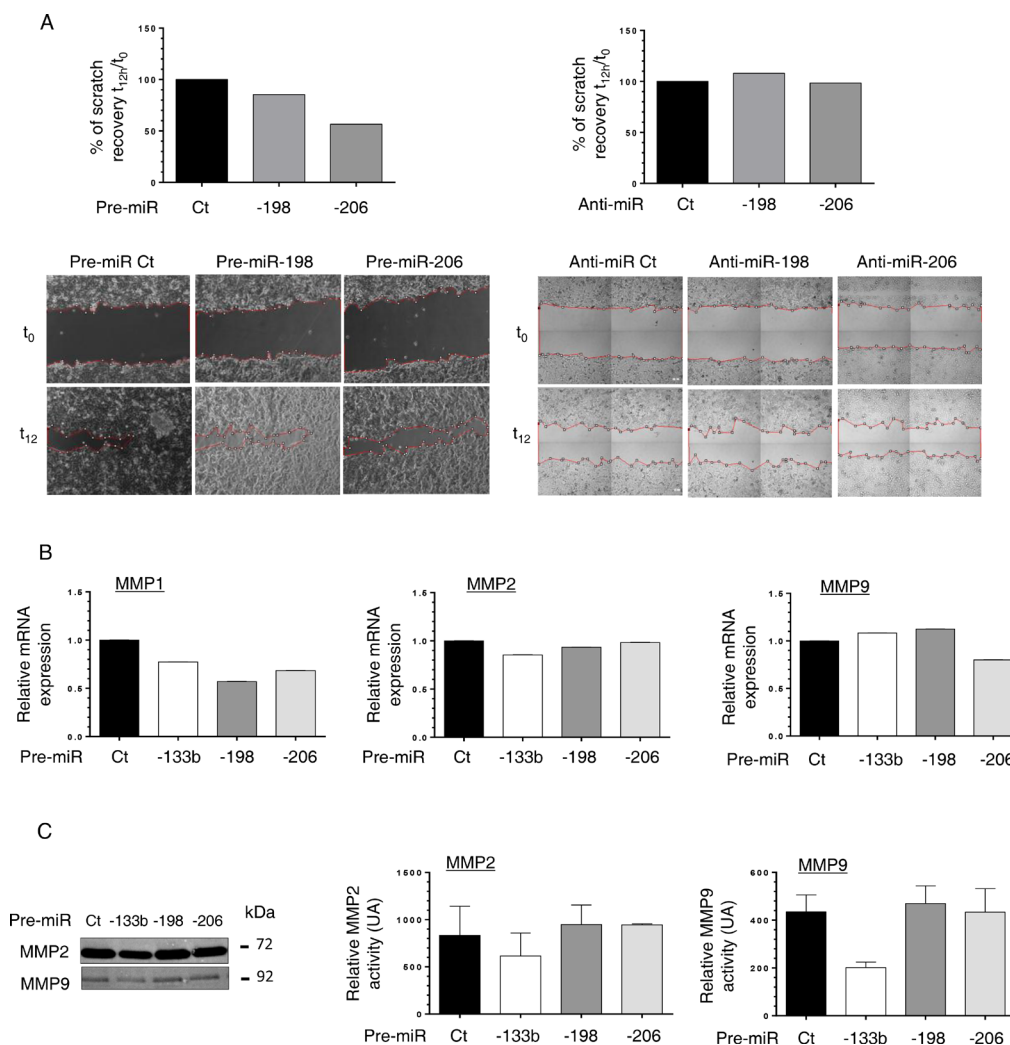 A
% of scratch recovery t12h/t0
150
100
50
0
Pre-miR Ct -198 -206
% of scratch recovery t12h/t0
150
100
50
0
Anti-miR Ct -198 -206
Pre-miR Ct Pre-miR-198 Pre-miR-206
t0
t12
Anti-miR Ct Anti-miR-198 Anti-miR-206
t0
t12
B
MMP1
Relative mRNA expression
1.5
1.0
0.5
0.0
Pre-miR Ct -133b -198 -206
MMP2
Relative mRNA expression
1.5
1.0
0.5
0.0
Pre-miR Ct -133b -198 -206
MMP9
Relative mRNA expression
1.5
1.0
0.5
0.0
Pre-miR Ct -133b -198 -206
C
Pre-miR Ct -133b -198 -206 kDa
MMP2 72
MMP9 92
MMP2
Relative MMP2 activity (UA)
1500
1000
500
0
Pre-miR Ct -133b -198 -206
MMP9
Relative MMP9 activity (UA)
600
400
200
0
Pre-miR Ct -133b -198 -206